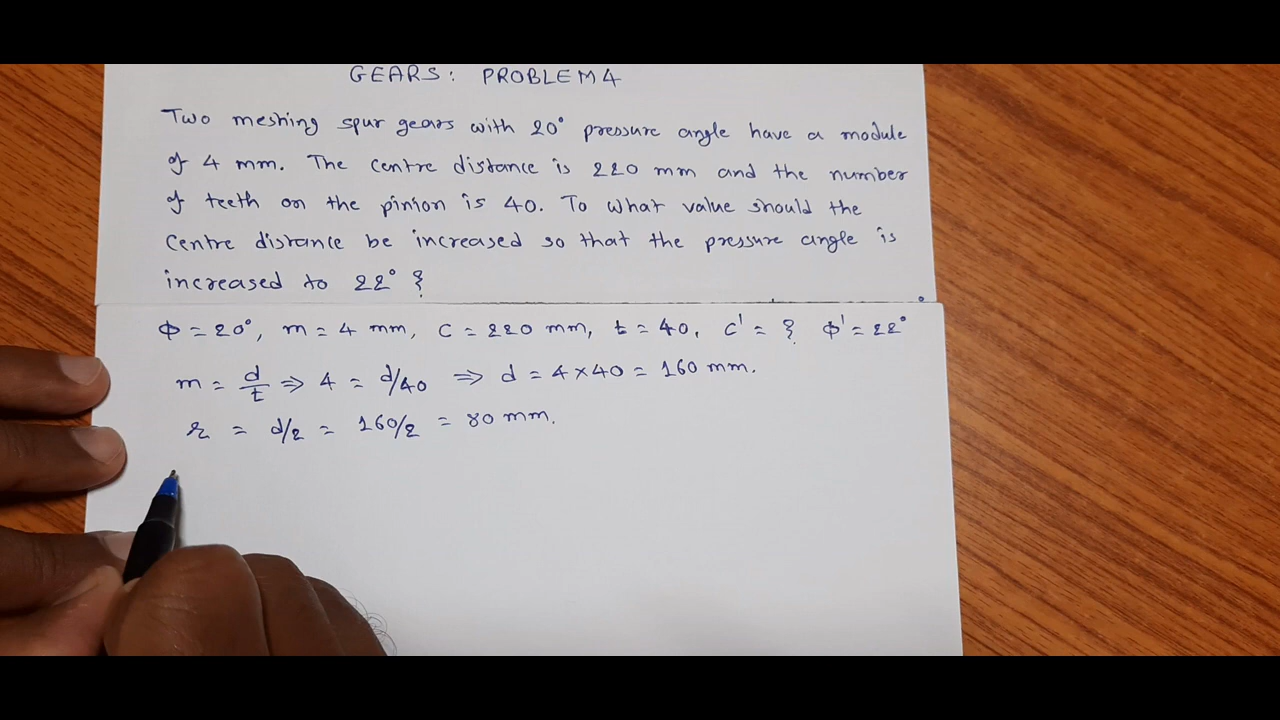 GEARS: PROBLEM 4
Two meshing spur gears with 20° pressure angle have a module
of 4 mm. The centre distance is 220 mm and the number
of teeth on the pinion is 40. To what value should the
centre distance be increased so that the pressure angle is
increased to 22° ?
Φ = 20°, m = 4 mm, C = 220 mm, t = 40, C' = ? Φ' = 22°
m = d/t ⇒ 4 = d/40 ⇒ d = 4×40 = 160 mm.
r = d/2 = 160/2 = 80 mm.